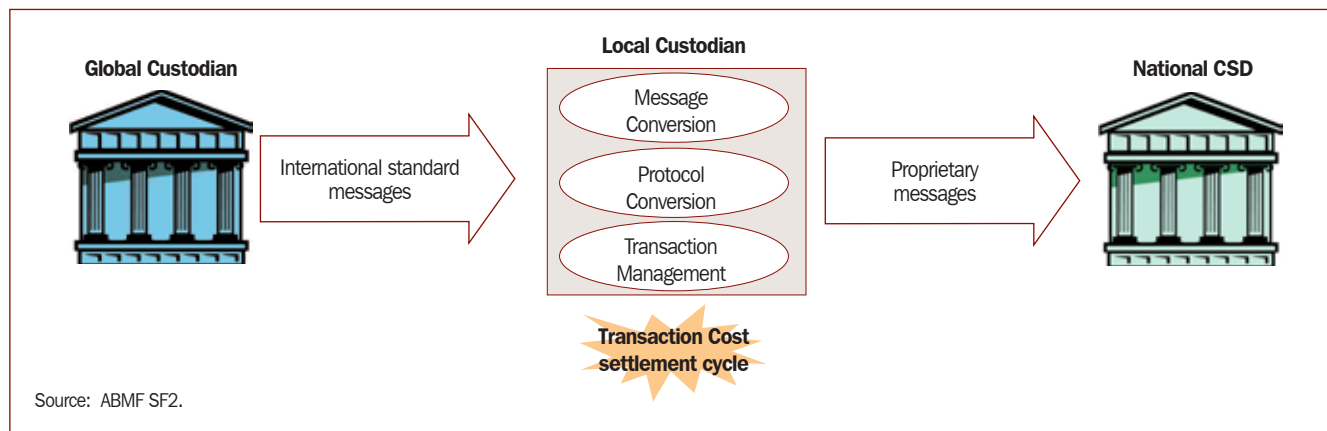 Global Custodian
International standard
messages
Local Custodian
Message
Conversion
Protocol
Conversion
Transaction
Management
Transaction Cost
settlement cycle
Proprietary
messages
National CSD
Source: ABMF SF2.